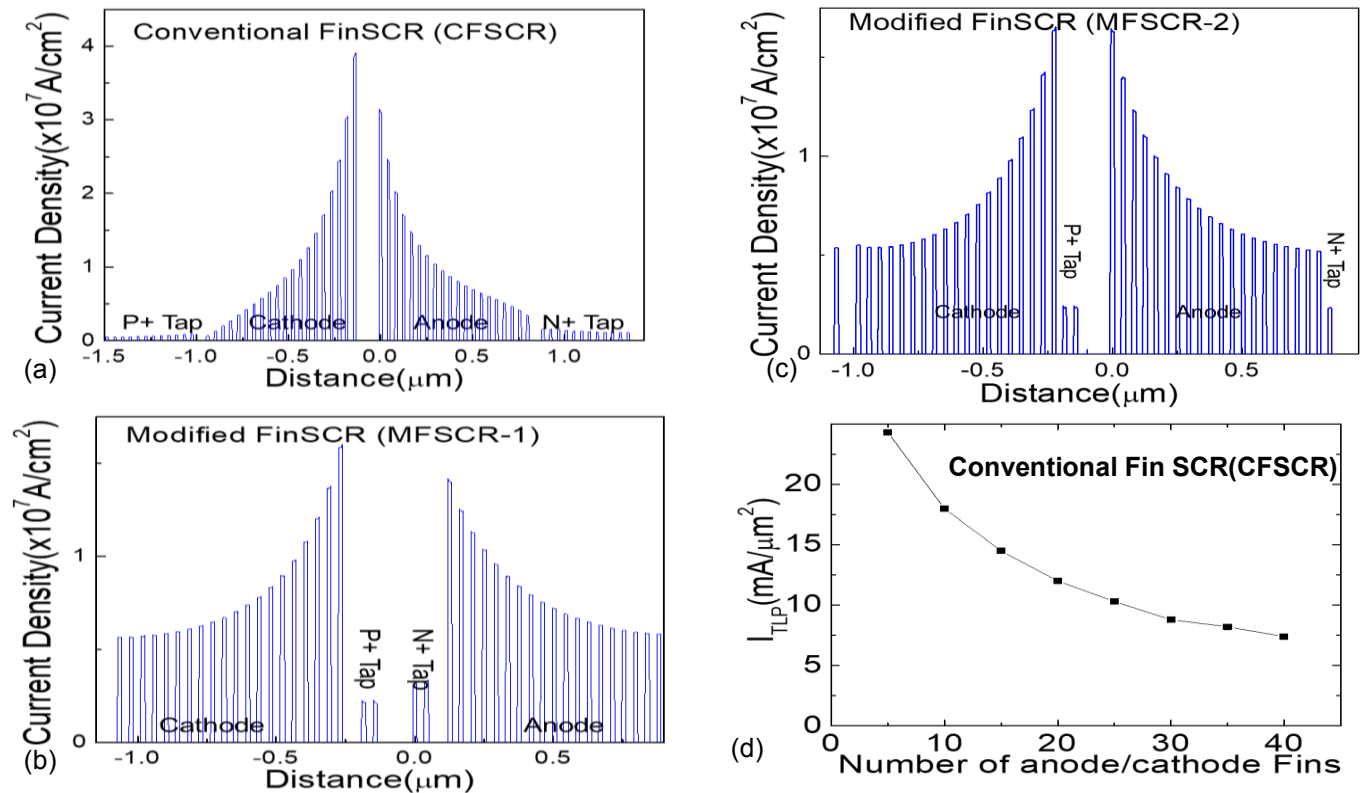 Conventional FinSCR (CFSCR)
Current Density(x10⁷A/cm²)
4
3
2
1
0
P+ Tap
Cathode
Anode
N+ Tap
-1.5
-1.0
-0.5
0.0
0.5
1.0
Distance(μm)
(a)
Modified FinSCR (MFSCR-2)
Current Density(x10⁷A/cm²)
1
0
P+ Tap
N+ Tap
Cathode
Anode
-1.0
-0.5
0.0
0.5
Distance(μm)
(c)
Modified FinSCR (MFSCR-1)
Current Density(x10⁷A/cm²)
1
0
P+ Tap
N+ Tap
Cathode
Anode
-1.0
-0.5
0.0
0.5
Distance(μm)
(b)
Conventional Fin SCR(CFSCR)
I_TLP(mA/μm²)
20
15
10
5
0
0
10
20
30
40
Number of anode/cathode Fins
(d)